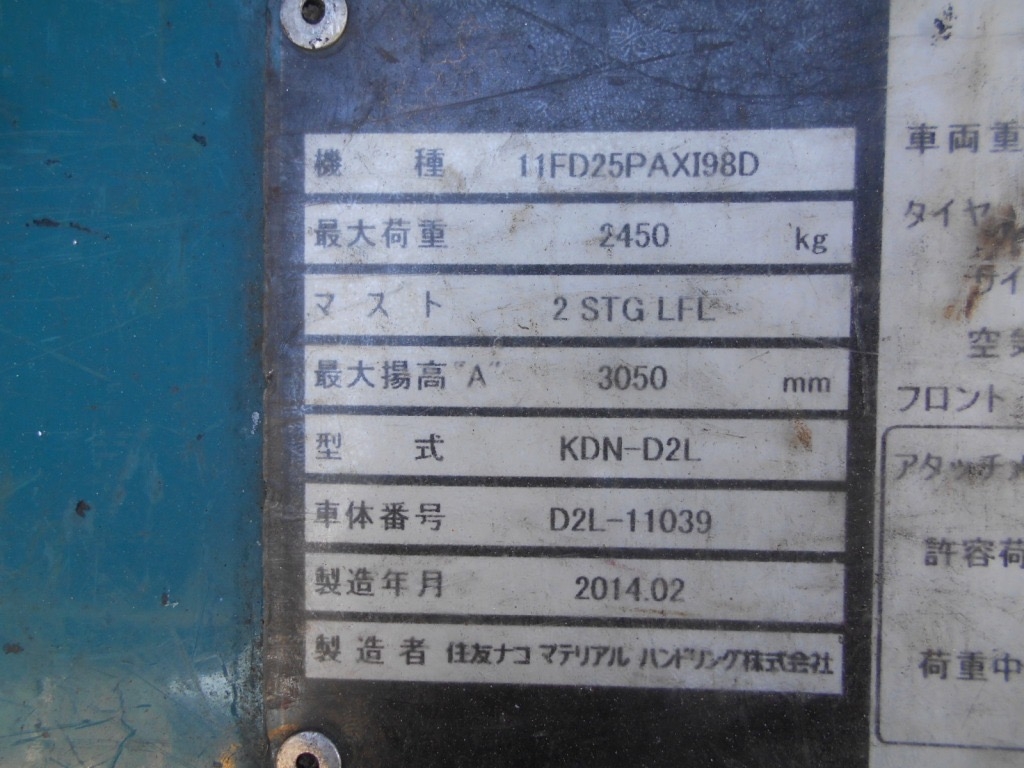 機種 11FD25PAXI98D
最大荷重 2450 kg
マスト 2 STG LFL
最大揚高"A" 3050 mm
型式 KDN-D2L
車体番号 D2L-11039
製造年月 2014.02
製造者 住友ナコ マテリアル ハンドリング株式会社
車両重
タイヤ
空気
フロント
アタッチメ
許容荷
荷重中